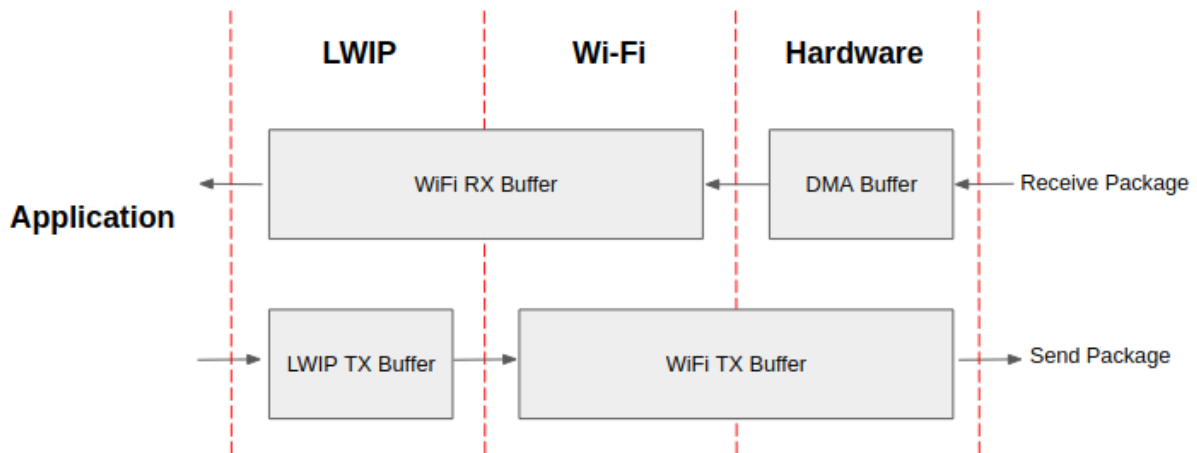 LWIP
Wi-Fi
Hardware
WiFi RX Buffer
DMA Buffer
Receive Package
Application
LWIP TX Buffer
WiFi TX Buffer
Send Package